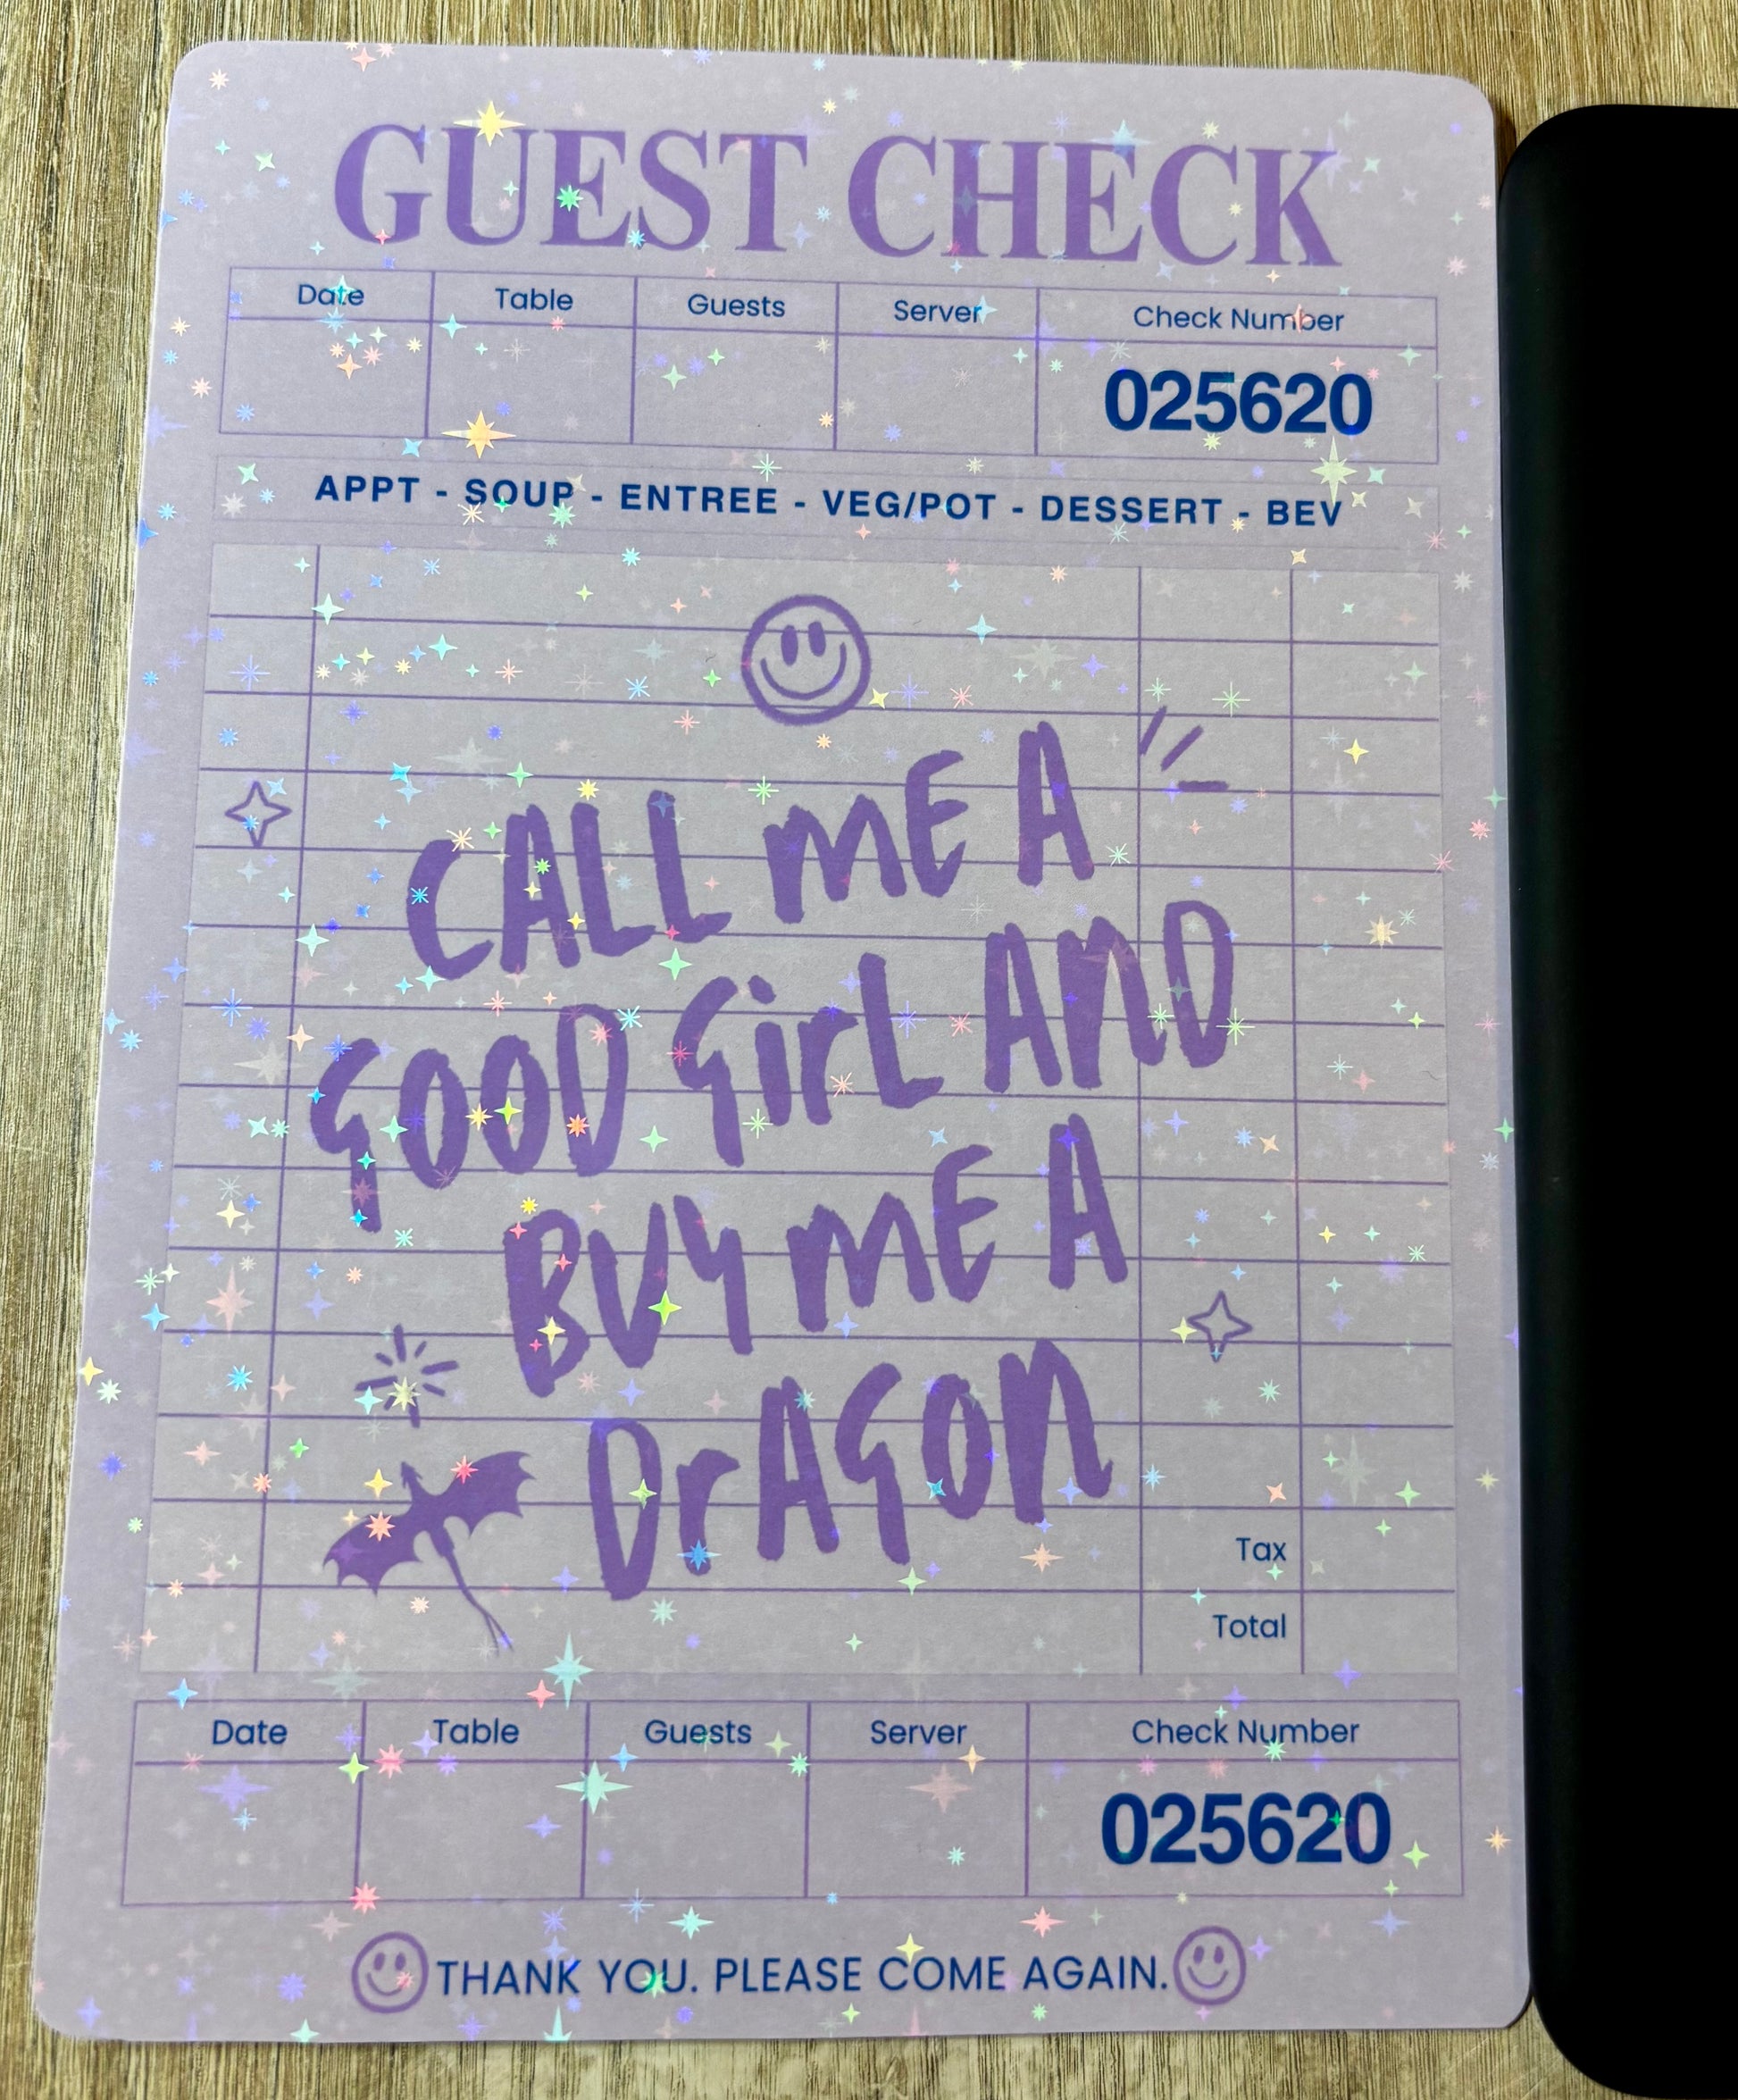 GUEST CHECK
Date Table Guests Server Check Number
025620
APPT - SOUP - ENTREE - VEG/POT - DESSERT - BEV
CALL ME A
GOOD GirL AND
BUY ME A
DrAGON
Tax
Total
Date Table Guests Server Check Number
025620
THANK YOU. PLEASE COME AGAIN.